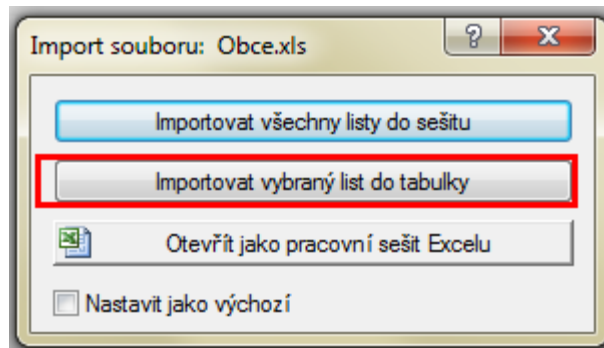 Import souboru: Obce.xls
Importovat všechny listy do sešitu
Importovat vybraný list do tabulky
Otevřít jako pracovní sešit Excelu
Nastavit jako výchozí